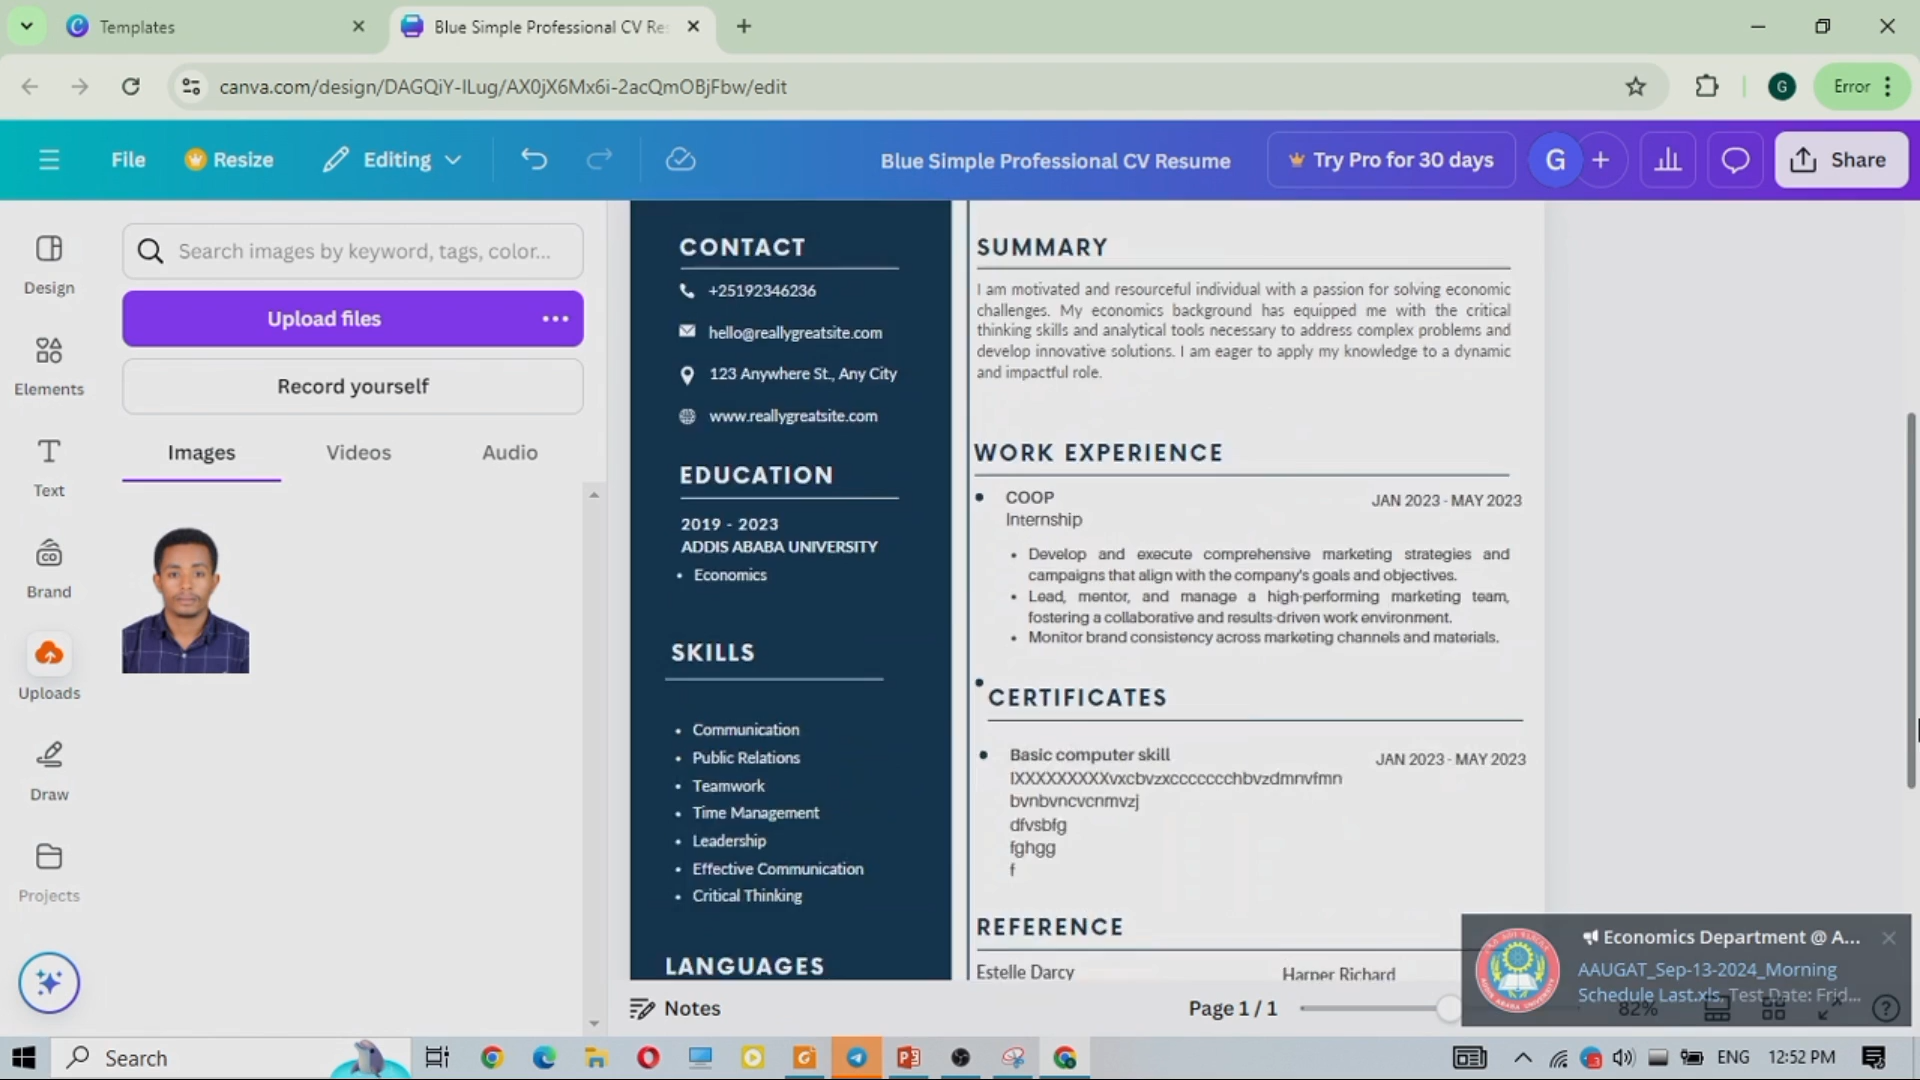 Templates
Blue Simple Professional CV Re
canva.com/design/DAGQiY-ILug/AX0jX6Mx6i-2acQmOBjFbw/edit
G
Error
File
Resize
Editing
Blue Simple Professional CV Resume
Try Pro for 30 days
G
Share
Design
Elements
Text
Brand
Uploads
Draw
Projects
Search images by keyword, tags, color...
Upload files
Record yourself
Images
Videos
Audio
CONTACT
+25192346236
hello@reallygreatsite.com
123 Anywhere St., Any City
www.reallygreatsite.com
EDUCATION
2019 - 2023
ADDIS ABABA UNIVERSITY
• Economics
SKILLS
• Communication
• Public Relations
• Teamwork
• Time Management
• Leadership
• Effective Communication
• Critical Thinking
LANGUAGES
SUMMARY
I am motivated and resourceful individual with a passion for solving economic
challenges. My economics background has equipped me with the critical
thinking skills and analytical tools necessary to address complex problems and
develop innovative solutions. I am eager to apply my knowledge to a dynamic
and impactful role.
WORK EXPERIENCE
COOP
JAN 2023 - MAY 2023
Internship
• Develop and execute comprehensive marketing strategies and
campaigns that align with the company's goals and objectives.
• Lead, mentor, and manage a high-performing marketing team,
fostering a collaborative and results-driven work environment.
• Monitor brand consistency across marketing channels and materials.
CERTIFICATES
Basic computer skill
JAN 2023 - MAY 2023
bvnbvncvcnmvzj
dfvsbfg
fghgg
f
REFERENCE
Estelle Darcy
Harper Richard
Economics Department @ A...
AAUGAT_Sep-13-2024_Morning
Schedule Last.xls, Test Date: Frid...
Notes
Page 1 / 1
82%
Search
ENG
12:52 PM